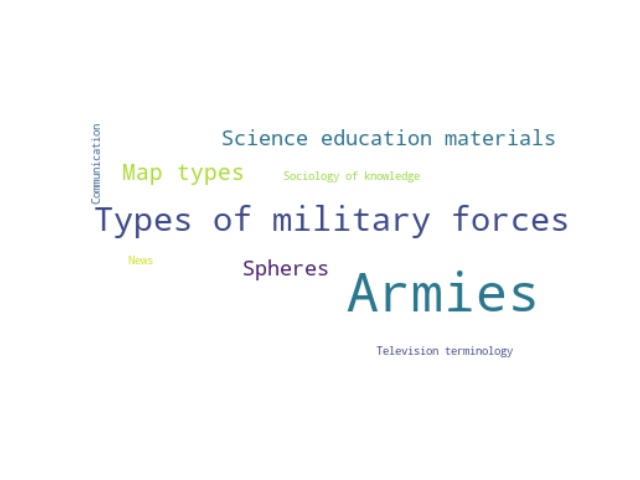 Communication
Science education materials
Map types
Sociology of knowledge
Types of military forces
News
Spheres
Armies
Television terminology